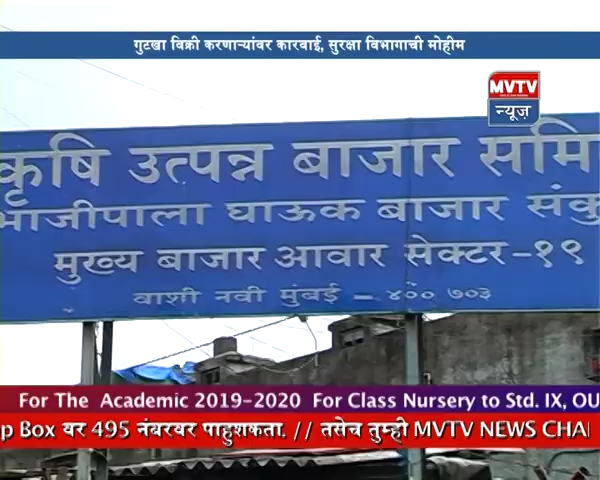 गुटखा विक्री करणाऱ्यांवर कारवाई, सुरक्षा विभागाची मोहीम
MVTV
न्यूज़
कृषि उत्पन्न बाजार समि
भाजीपाला घाऊक बाजार संकु
मुख्य बाजार आवार सेक्टर-१९
वाशी नवी मुंबई - ४०० ७०३
For The Academic 2019-2020 For Class Nursery to Std. IX, OU
p Box वर 495 नंबरवर पाहुशकता. // तसेच तुम्ही MVTV NEWS CHA